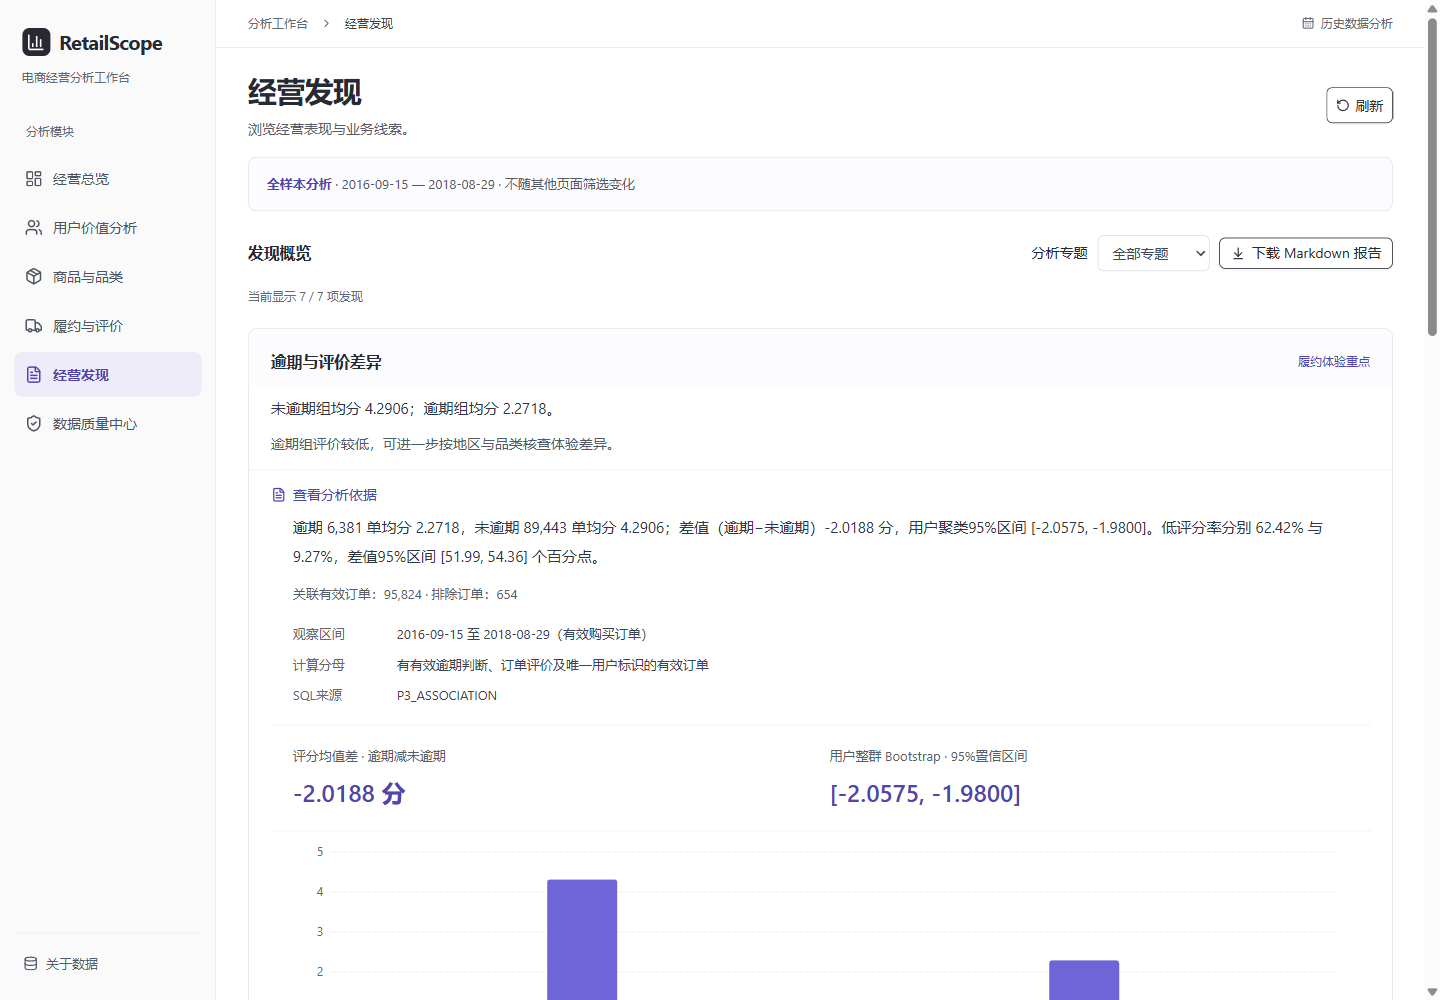 RetailScope
电商经营分析工作台
分析模块
经营总览
用户价值分析
商品与品类
履约与评价
经营发现
数据质量中心
关于数据
分析工作台 > 经营发现
历史数据分析
经营发现
浏览经营表现与业务线索。
刷新
全样本分析 · 2016-09-15 — 2018-08-29 · 不随其他页面筛选变化
发现概览
分析专题
全部专题
下载 Markdown 报告
当前显示 7 / 7 项发现
逾期与评价差异
履约体验重点
未逾期组均分 4.2906；逾期组均分 2.2718。
逾期组评价较低，可进一步按地区与品类核查体验差异。
查看分析依据
逾期 6,381 单均分 2.2718，未逾期 89,443 单均分 4.2906；差值（逾期−未逾期）-2.0188 分，用户聚类95%区间 [-2.0575, -1.9800]。低评分率分别 62.42% 与
9.27%，差值95%区间 [51.99, 54.36] 个百分点。
关联有效订单：95,824 · 排除订单：654
观察区间 2016-09-15 至 2018-08-29（有效购买订单）
计算分母 有有效逾期判断、订单评价及唯一用户标识的有效订单
SQL来源 P3_ASSOCIATION
评分均值差 · 逾期减未逾期
-2.0188 分
用户整群 Bootstrap · 95%置信区间
[-2.0575, -1.9800]
5
4
3
2